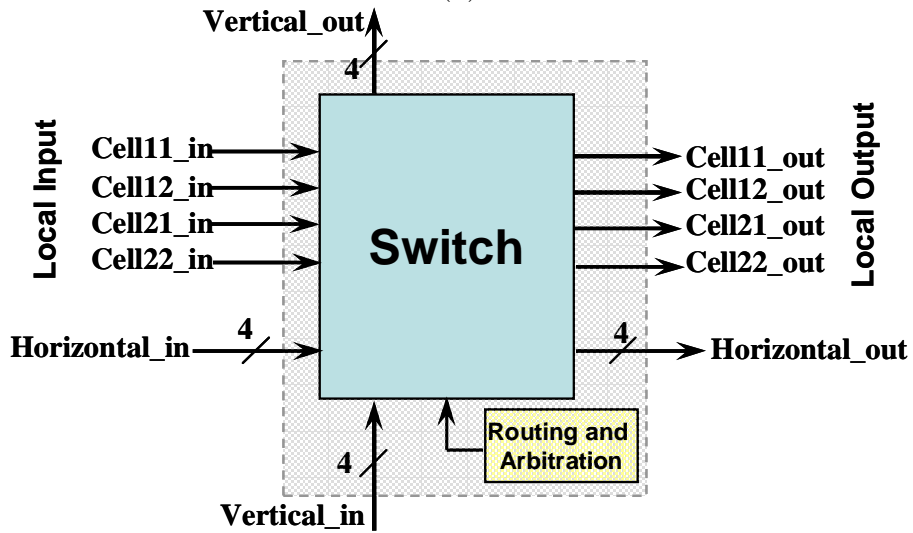 Vertical_out
4
Local Input
Cell11_in
Cell12_in
Cell21_in
Cell22_in
Horizontal_in
4
Switch
Cell11_out
Cell12_out
Cell21_out
Cell22_out
Local Output
4
Horizontal_out
Routing and
Arbitration
4
Vertical_in